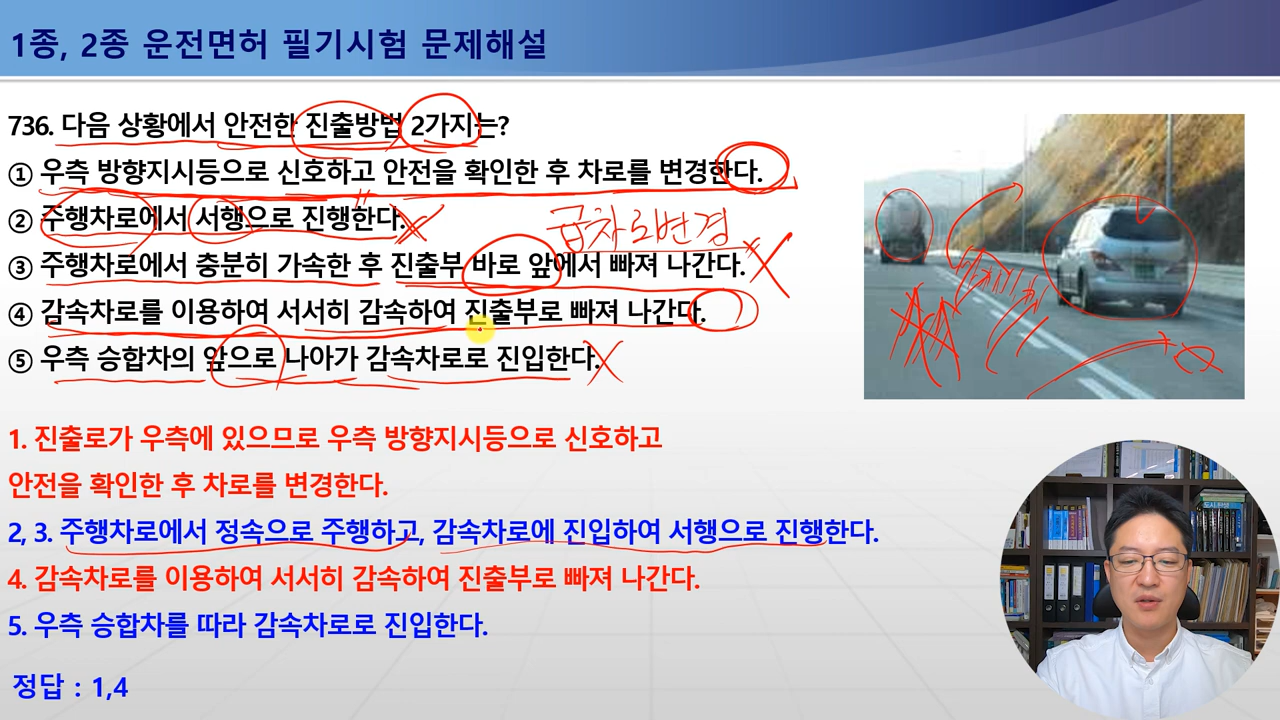 1종, 2종 운전면허 필기시험 문제해설
736. 다음 상황에서 안전한 진출방법 2가지는?
① 우측 방향지시등으로 신호하고 안전을 확인한 후 차로를 변경한다.
② 주행차로에서 서행으로 진행한다.
급차로변경
③ 주행차로에서 충분히 가속한 후 진출부 바로 앞에서 빠져 나간다.
④ 감속차로를 이용하여 서서히 감속하여 진출부로 빠져 나간다.
⑤ 우측 승합차의 앞으로 나아가 감속차로로 진입한다.
1. 진출로가 우측에 있으므로 우측 방향지시등으로 신호하고
안전을 확인한 후 차로를 변경한다.
2, 3. 주행차로에서 정속으로 주행하고, 감속차로에 진입하여 서행으로 진행한다.
4. 감속차로를 이용하여 서서히 감속하여 진출부로 빠져 나간다.
5. 우측 승합차를 따라 감속차로로 진입한다.
정답 : 1,4